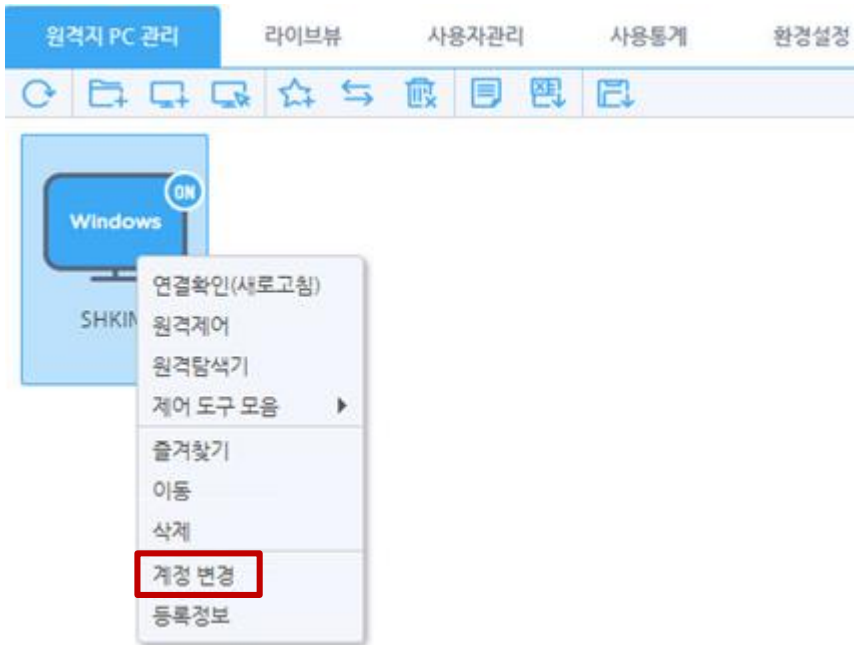 원격지 PC 관리 라이브뷰 사용자관리 사용통계 환경설정
XE
ON
Windows
연결확인(새로고침)
원격제어
원격탐색기
제어 도구 모음
즐겨찾기
이동
삭제
계정 변경
등록정보